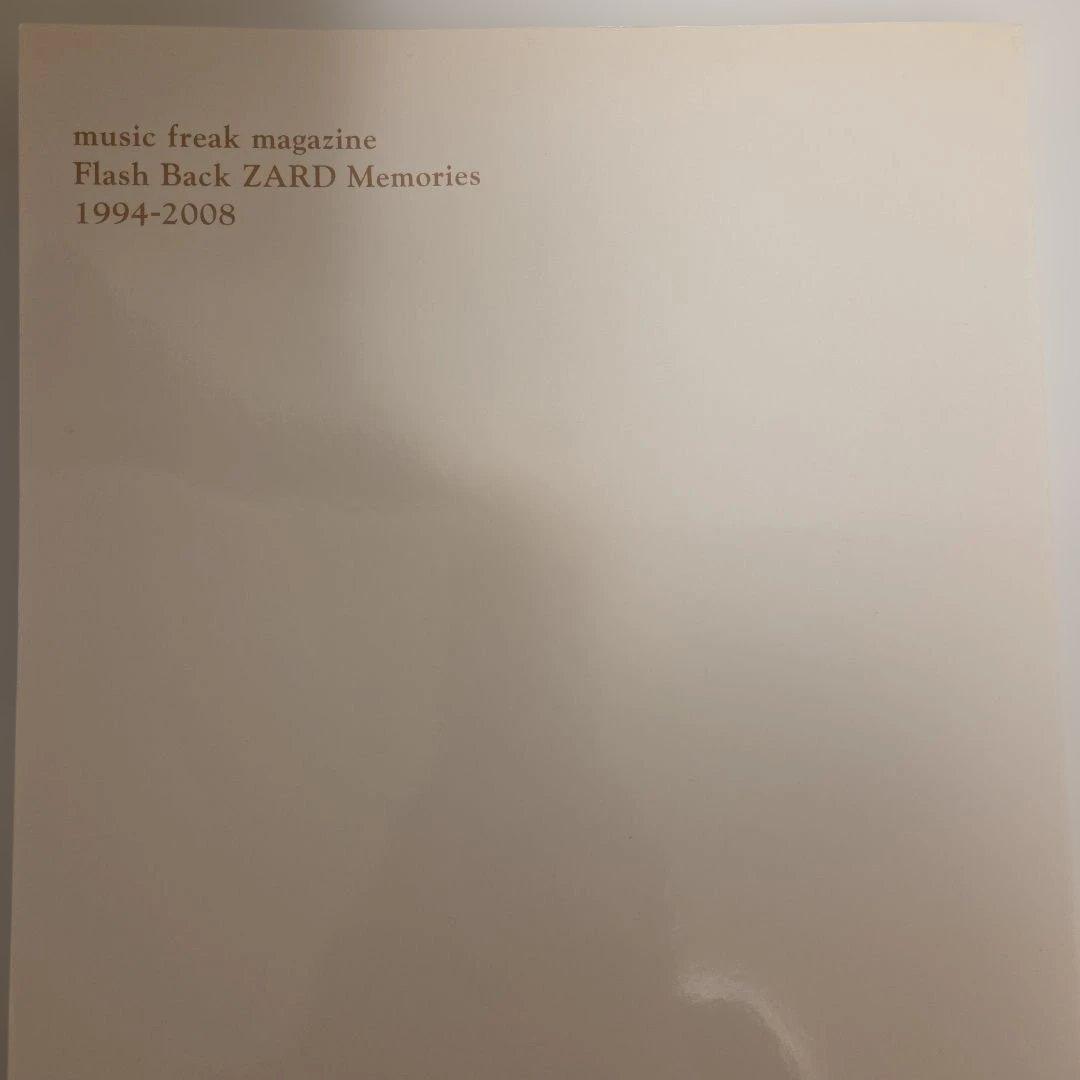 music freak magazine
Flash Back ZARD Memories
1994-2008